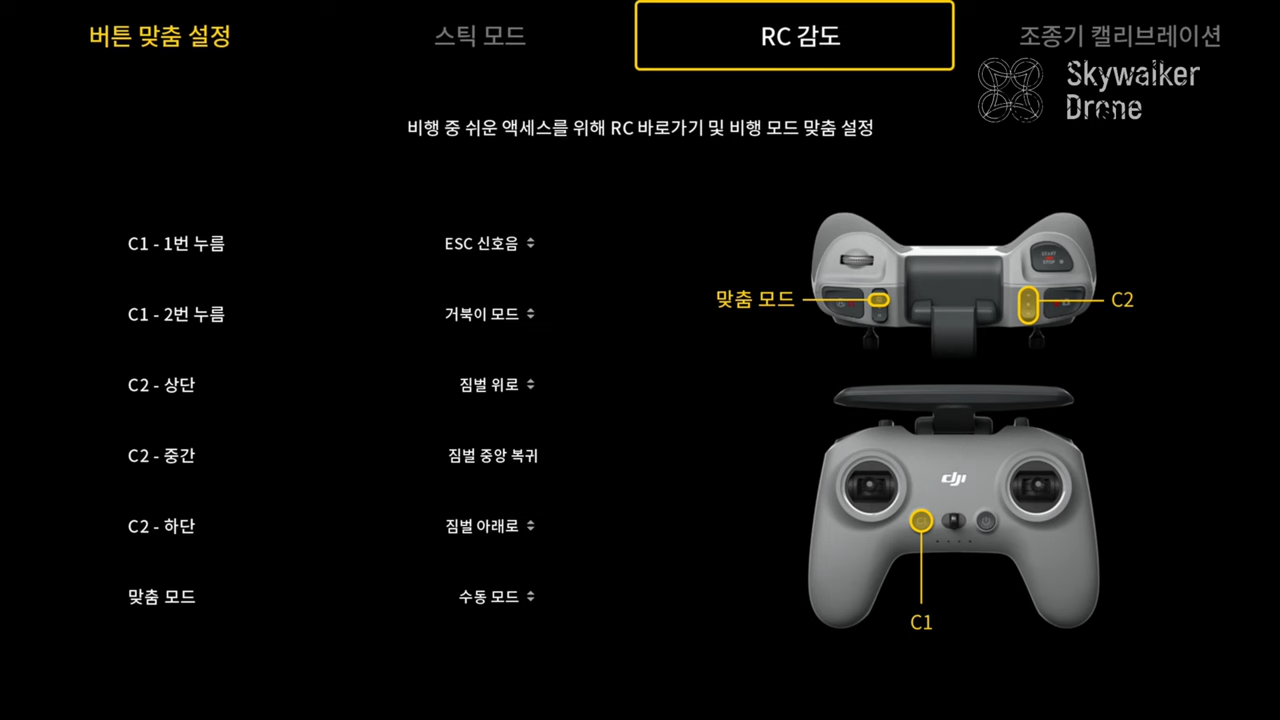 버튼 맞춤 설정
스틱 모드
RC 감도
조종기 캘리브레이션
Skywalker
Drone
비행 중 쉬운 액세스를 위해 RC 바로가기 및 비행 모드 맞춤 설정
C1 - 1번 누름
ESC 신호음
C1 - 2번 누름
거북이 모드
C2 - 상단
짐벌 위로
C2 - 중간
짐벌 중앙 복귀
C2 - 하단
짐벌 아래로
맞춤 모드
수동 모드
맞춤 모드
C2
START
STOP
dji
C1